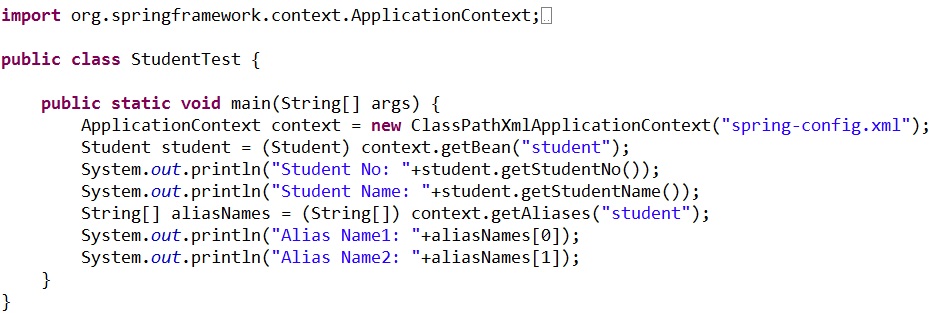 import org.springframework.context.ApplicationContext;
public class StudentTest {
public static void main(String[] args) {
ApplicationContext context = new ClassPathXmlApplicationContext("spring-config.xml");
Student student = (Student) context.getBean("student");
System.out.println("Student No: "+student.getStudentNo());
System.out.println("Student Name: "+student.getStudentName());
String[] aliasNames = (String[]) context.getAliases("student");
System.out.println("Alias Name1: "+aliasNames[0]);
System.out.println("Alias Name2: "+aliasNames[1]);
}
}